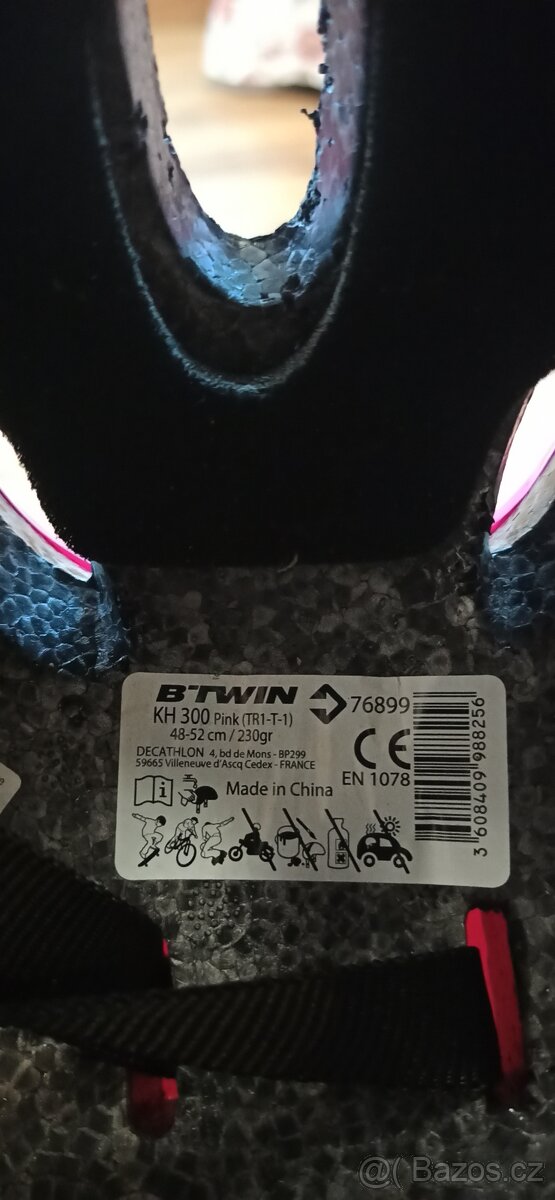 B'TWIN
KH 300 Pink (TR1-T-1)
48-52 cm / 230gr
76899
DECATHLON 4, bd de Mons - BP299
59665 Villeneuve d'Ascq Cedex - FRANCE
CE
EN 1078
i
Made in China
3 608409 988256
@( Bazos.cz